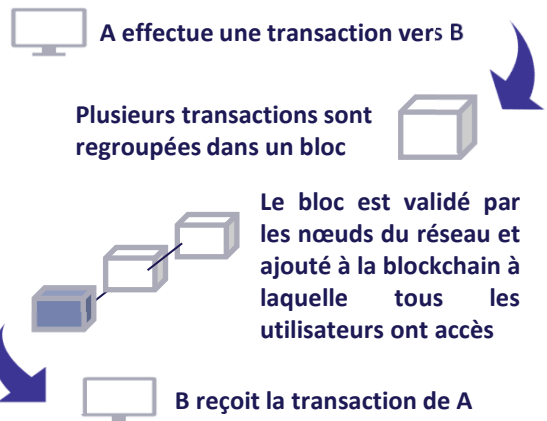 A effectue une transaction vers B
Plusieurs transactions sont
regroupées dans un bloc
Le bloc est validé par
les nœuds du réseau et
ajouté à la blockchain à
laquelle tous les
utilisateurs ont accès
B reçoit la transaction de A